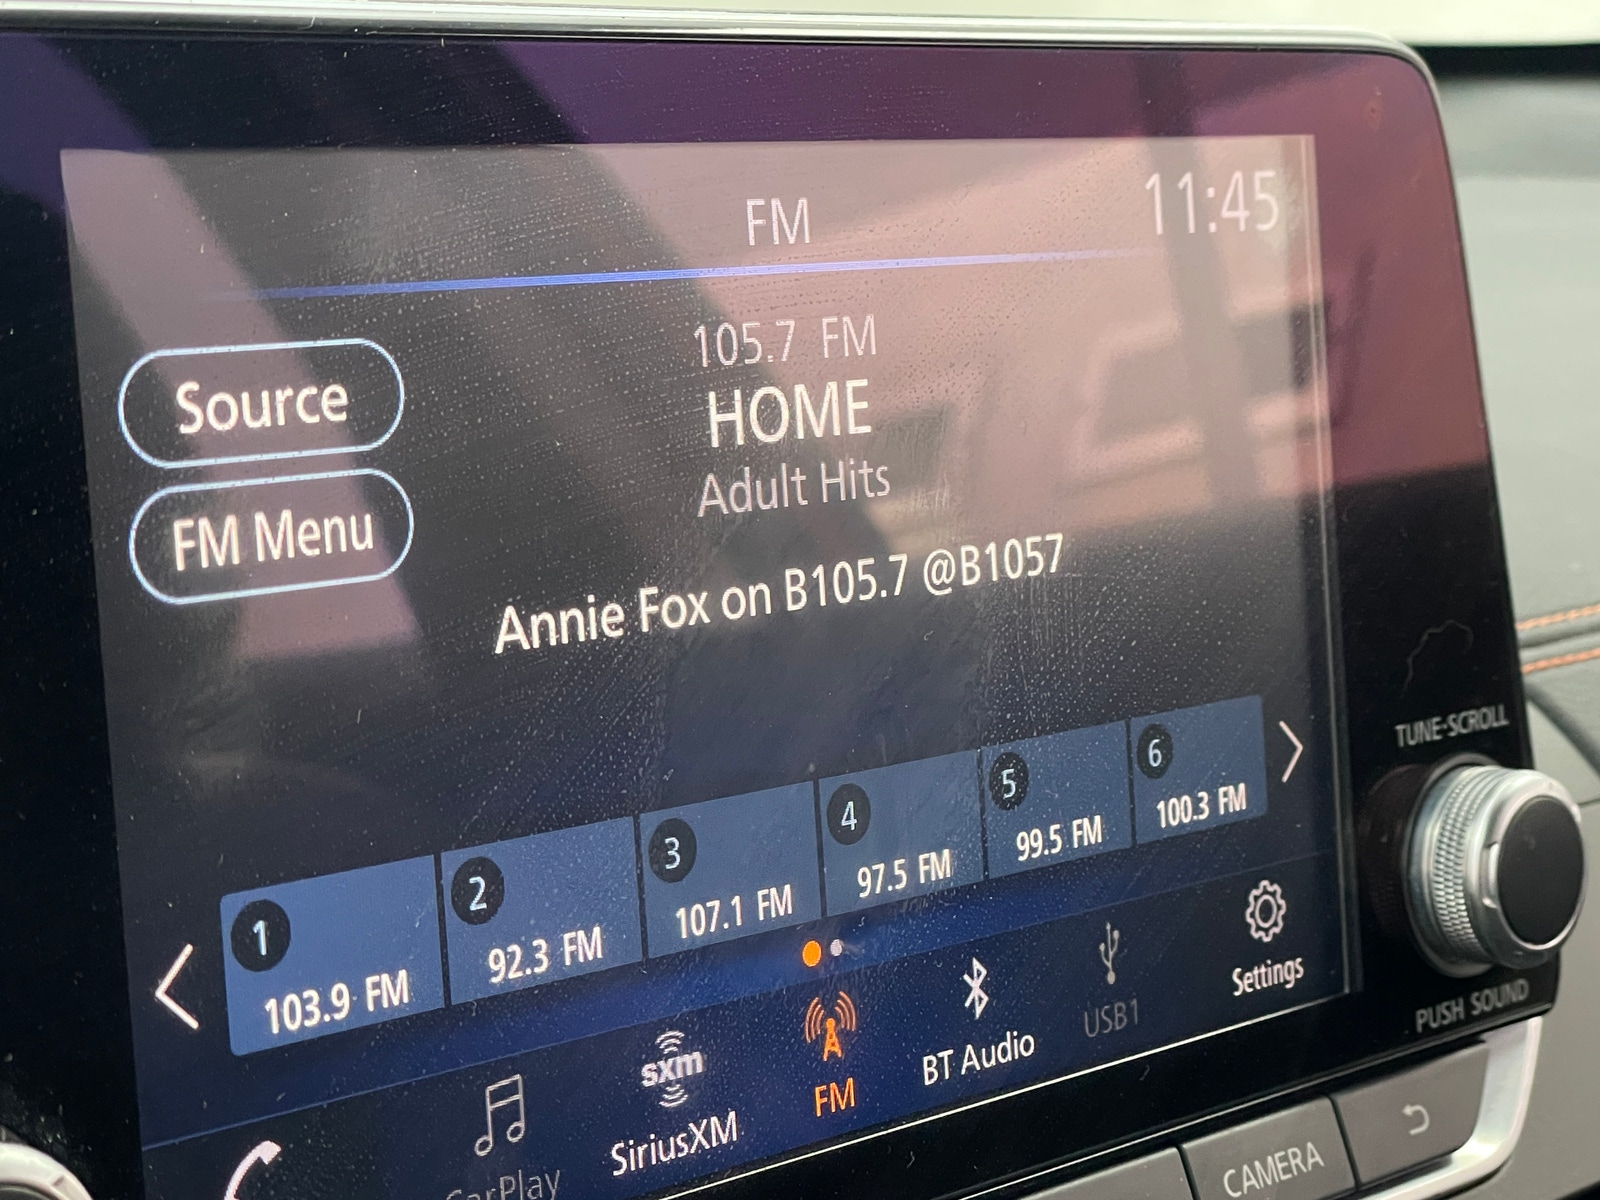 FM
11:45
105.7 FM
HOME
Adult Hits
Source
FM Menu
Annie Fox on B105.7 @B1057
1
103.9 FM
2
92.3 FM
3
107.1 FM
4
97.5 FM
5
99.5 FM
6
100.3 FM
CarPlay
sxm
SiriusXM
FM
BT Audio
USB1
Settings
TUNE·SCROLL
PUSH SOUND
CAMERA